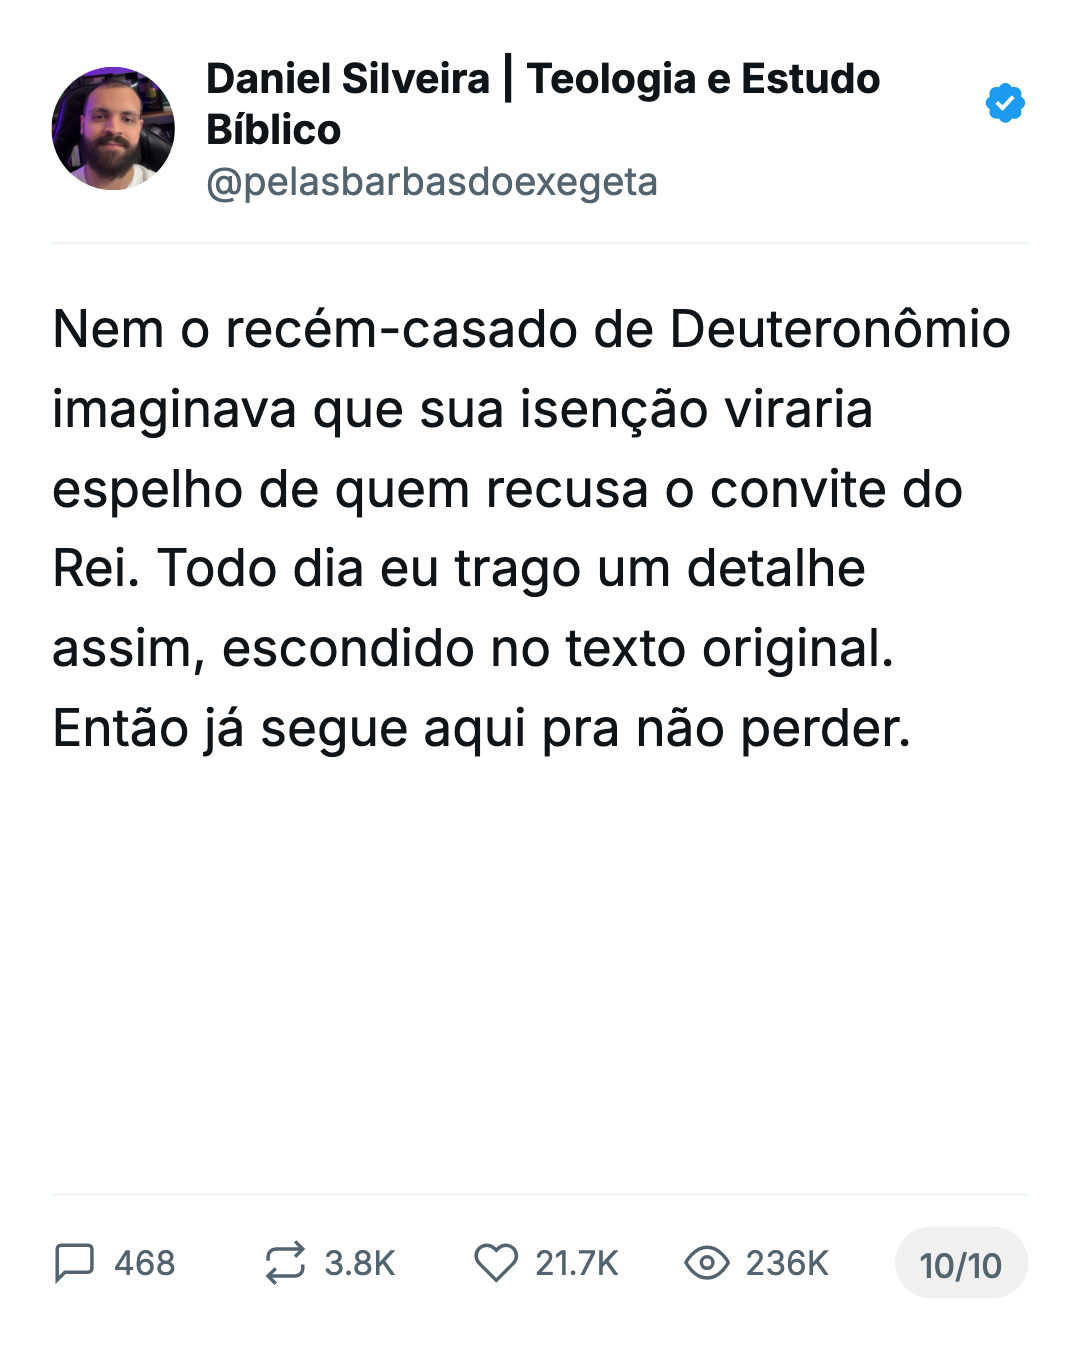 Daniel Silveira | Teologia e Estudo
Bíblico
@pelasbarbasdoexegeta
Nem o recém-casado de Deuteronômio
imaginava que sua isenção viraria
espelho de quem recusa o convite do
Rei. Todo dia eu trago um detalhe
assim, escondido no texto original.
Então já segue aqui pra não perder.
468 3.8K 21.7K 236K 10/10